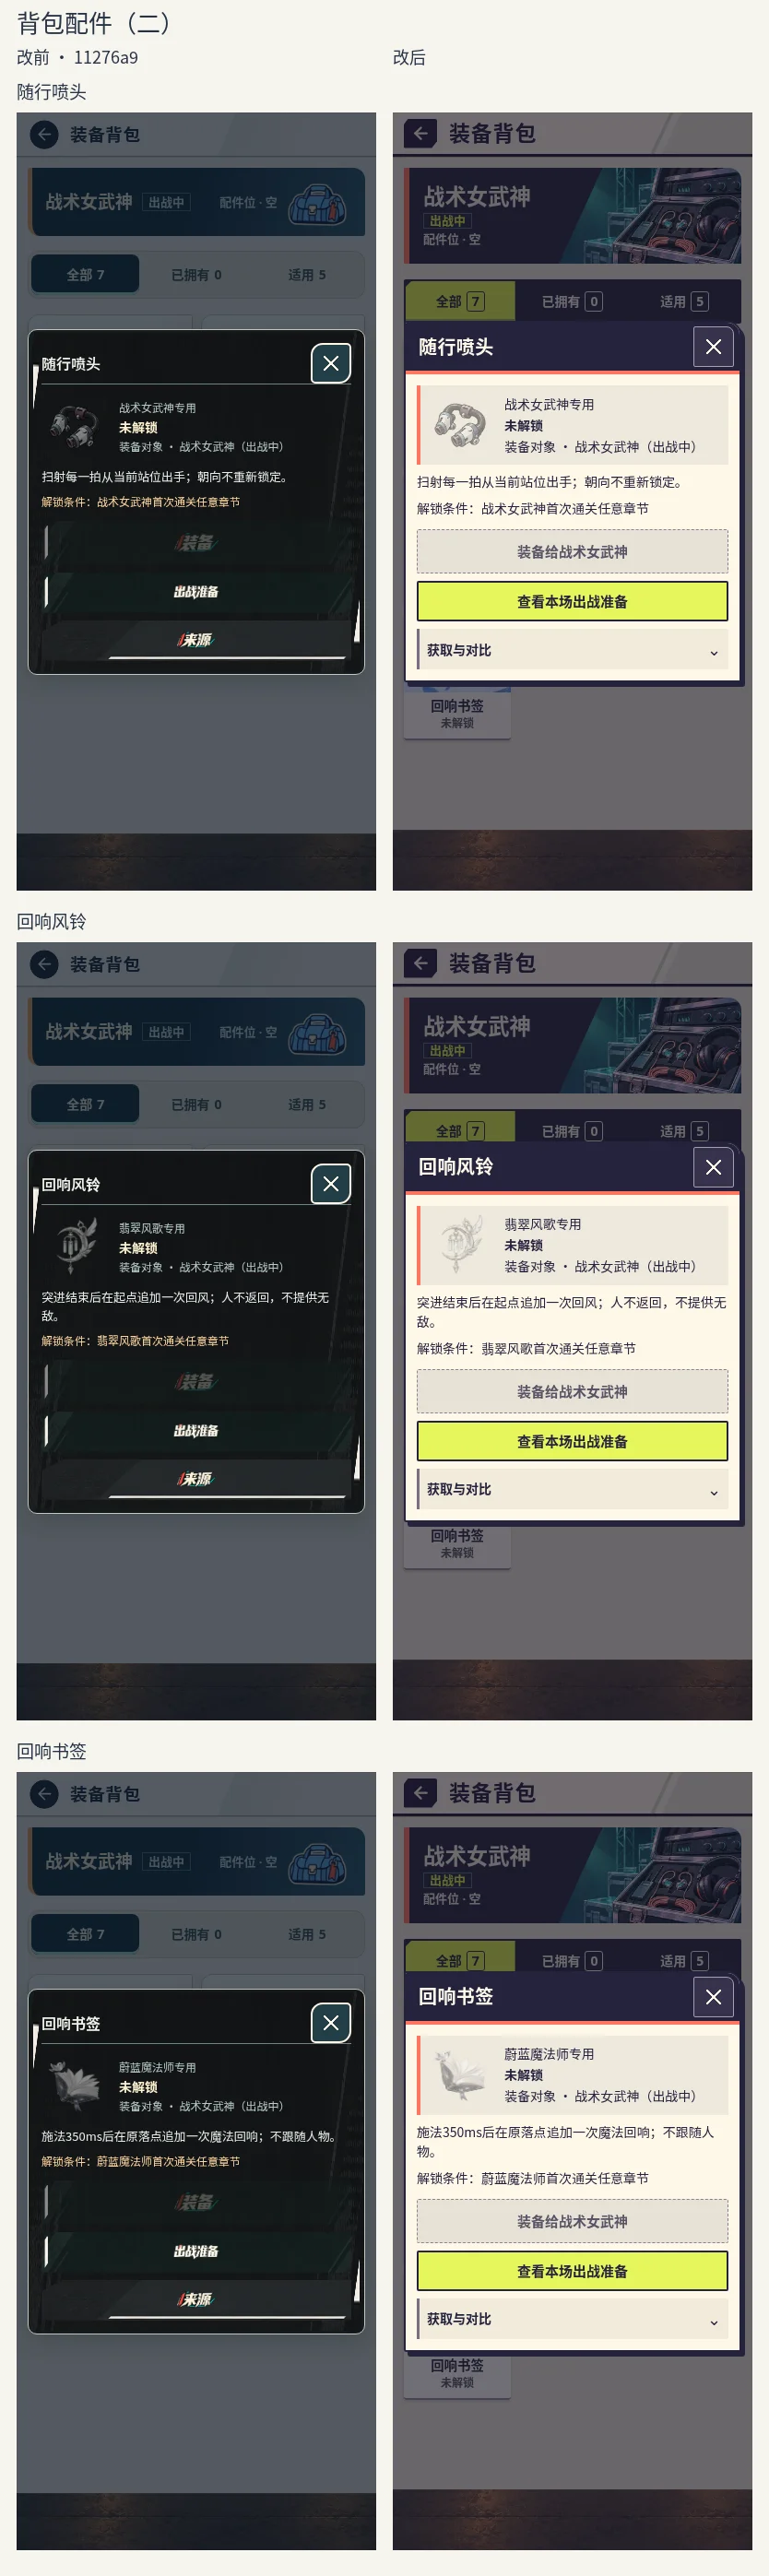 背包配件（二）
改前 · 11276a9
改后
随行喷头
装备背包
战术女武神
出战中
配件位 · 空
全部 7
已拥有 0
适用 5
随行喷头
战术女武神专用
未解锁
装备对象 · 战术女武神（出战中）
扫射每一拍从当前站位出手；朝向不重新锁定。
解锁条件：战术女武神首次通关任意章节
装备
出战准备
来源
装备背包
战术女武神
出战中
配件位 · 空
全部 7
已拥有 0
适用 5
随行喷头
战术女武神专用
未解锁
装备对象 · 战术女武神（出战中）
扫射每一拍从当前站位出手；朝向不重新锁定。
解锁条件：战术女武神首次通关任意章节
装备给战术女武神
查看本场出战准备
获取与对比
回响书签
未解锁
回响风铃
装备背包
战术女武神
出战中
配件位 · 空
全部 7
已拥有 0
适用 5
回响风铃
翡翠风歌专用
未解锁
装备对象 · 战术女武神（出战中）
突进结束后在起点追加一次回风；人不返回，不提供无
敌。
解锁条件：翡翠风歌首次通关任意章节
装备
出战准备
来源
装备背包
战术女武神
出战中
配件位 · 空
全部 7
已拥有 0
适用 5
回响风铃
翡翠风歌专用
未解锁
装备对象 · 战术女武神（出战中）
突进结束后在起点追加一次回风；人不返回，不提供无
敌。
解锁条件：翡翠风歌首次通关任意章节
装备给战术女武神
查看本场出战准备
获取与对比
回响书签
未解锁
回响书签
装备背包
战术女武神
出战中
配件位 · 空
全部 7
已拥有 0
适用 5
回响书签
蔚蓝魔法师专用
未解锁
装备对象 · 战术女武神（出战中）
施法350ms后在原落点追加一次魔法回响；不跟随人物。
解锁条件：蔚蓝魔法师首次通关任意章节
装备
出战准备
来源
装备背包
战术女武神
出战中
配件位 · 空
全部 7
已拥有 0
适用 5
回响书签
蔚蓝魔法师专用
未解锁
装备对象 · 战术女武神（出战中）
施法350ms后在原落点追加一次魔法回响；不跟随人
物。
解锁条件：蔚蓝魔法师首次通关任意章节
装备给战术女武神
查看本场出战准备
获取与对比
回响书签
未解锁